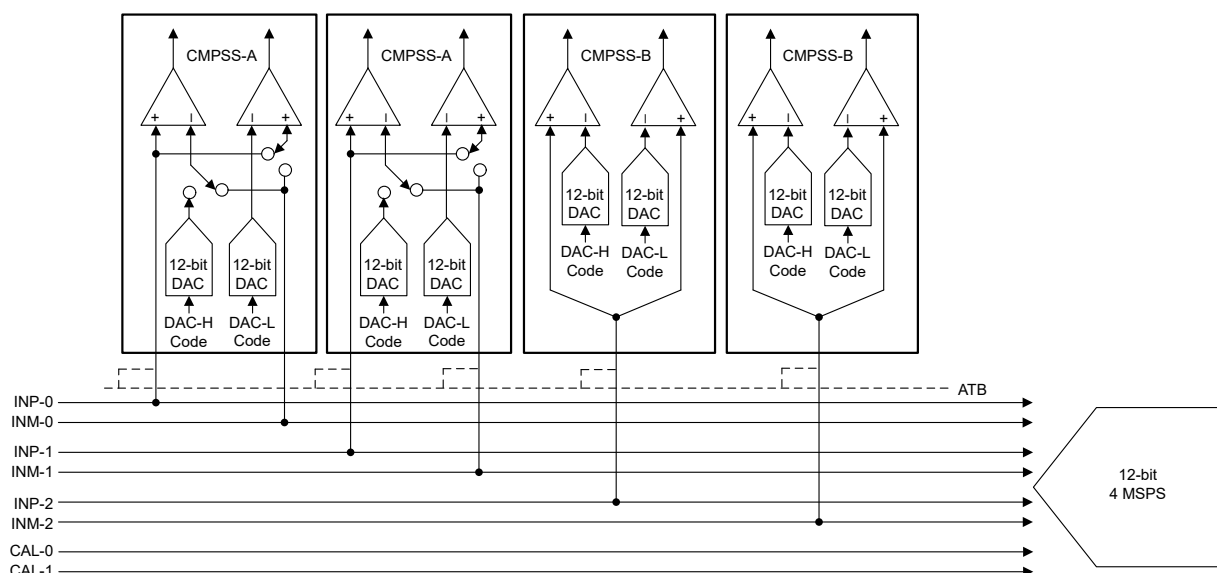 CMPSS-A
CMPSS-A
CMPSS-B
CMPSS-B
+
–
–
+
+
–
–
+
+
–
–
+
+
–
–
+
12-bit
DAC
12-bit
DAC
DAC-H
Code
DAC-L
Code
12-bit
DAC
12-bit
DAC
DAC-H
Code
DAC-L
Code
12-bit
DAC
12-bit
DAC
DAC-H
Code
DAC-L
Code
12-bit
DAC
12-bit
DAC
DAC-H
Code
DAC-L
Code
ATB
INP-0
INM-0
INP-1
INM-1
INP-2
INM-2
CAL-0
CAL-1
12-bit
4 MSPS